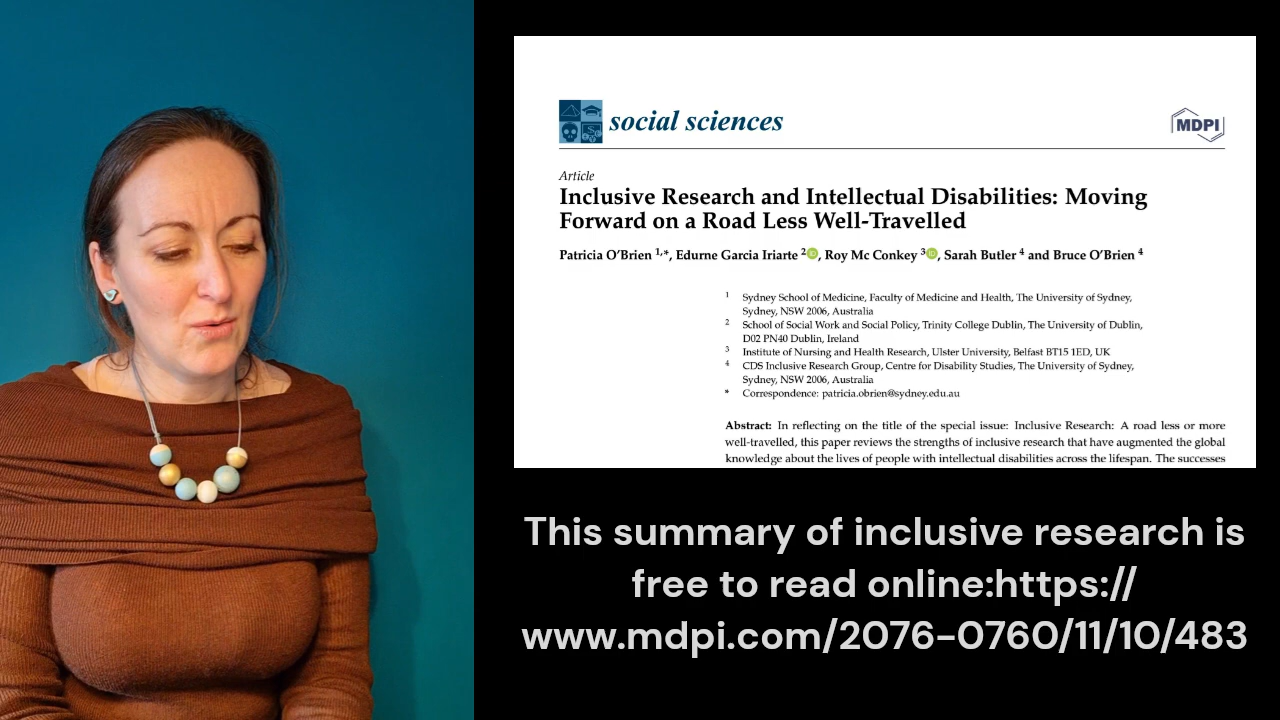 social sciences
MDPI
Article
Inclusive Research and Intellectual Disabilities: Moving
Forward on a Road Less Well-Travelled
Patricia O’Brien 1,*, Edurne Garcia Iriarte 2 iD, Roy Mc Conkey 3 iD, Sarah Butler 4 and Bruce O’Brien 4
1 Sydney School of Medicine, Faculty of Medicine and Health, The University of Sydney,
Sydney, NSW 2006, Australia
2 School of Social Work and Social Policy, Trinity College Dublin, The University of Dublin,
D02 PN40 Dublin, Ireland
3 Institute of Nursing and Health Research, Ulster University, Belfast BT15 1ED, UK
4 CDS Inclusive Research Group, Centre for Disability Studies, The University of Sydney,
Sydney, NSW 2006, Australia
* Correspondence: patricia.obrien@sydney.edu.au
Abstract: In reflecting on the title of the special issue: Inclusive Research: A road less or more
well-travelled, this paper reviews the strengths of inclusive research that have augmented the global
knowledge about the lives of people with intellectual disabilities across the lifespan. The successes
This summary of inclusive research is
free to read online:https://
www.mdpi.com/2076-0760/11/10/483